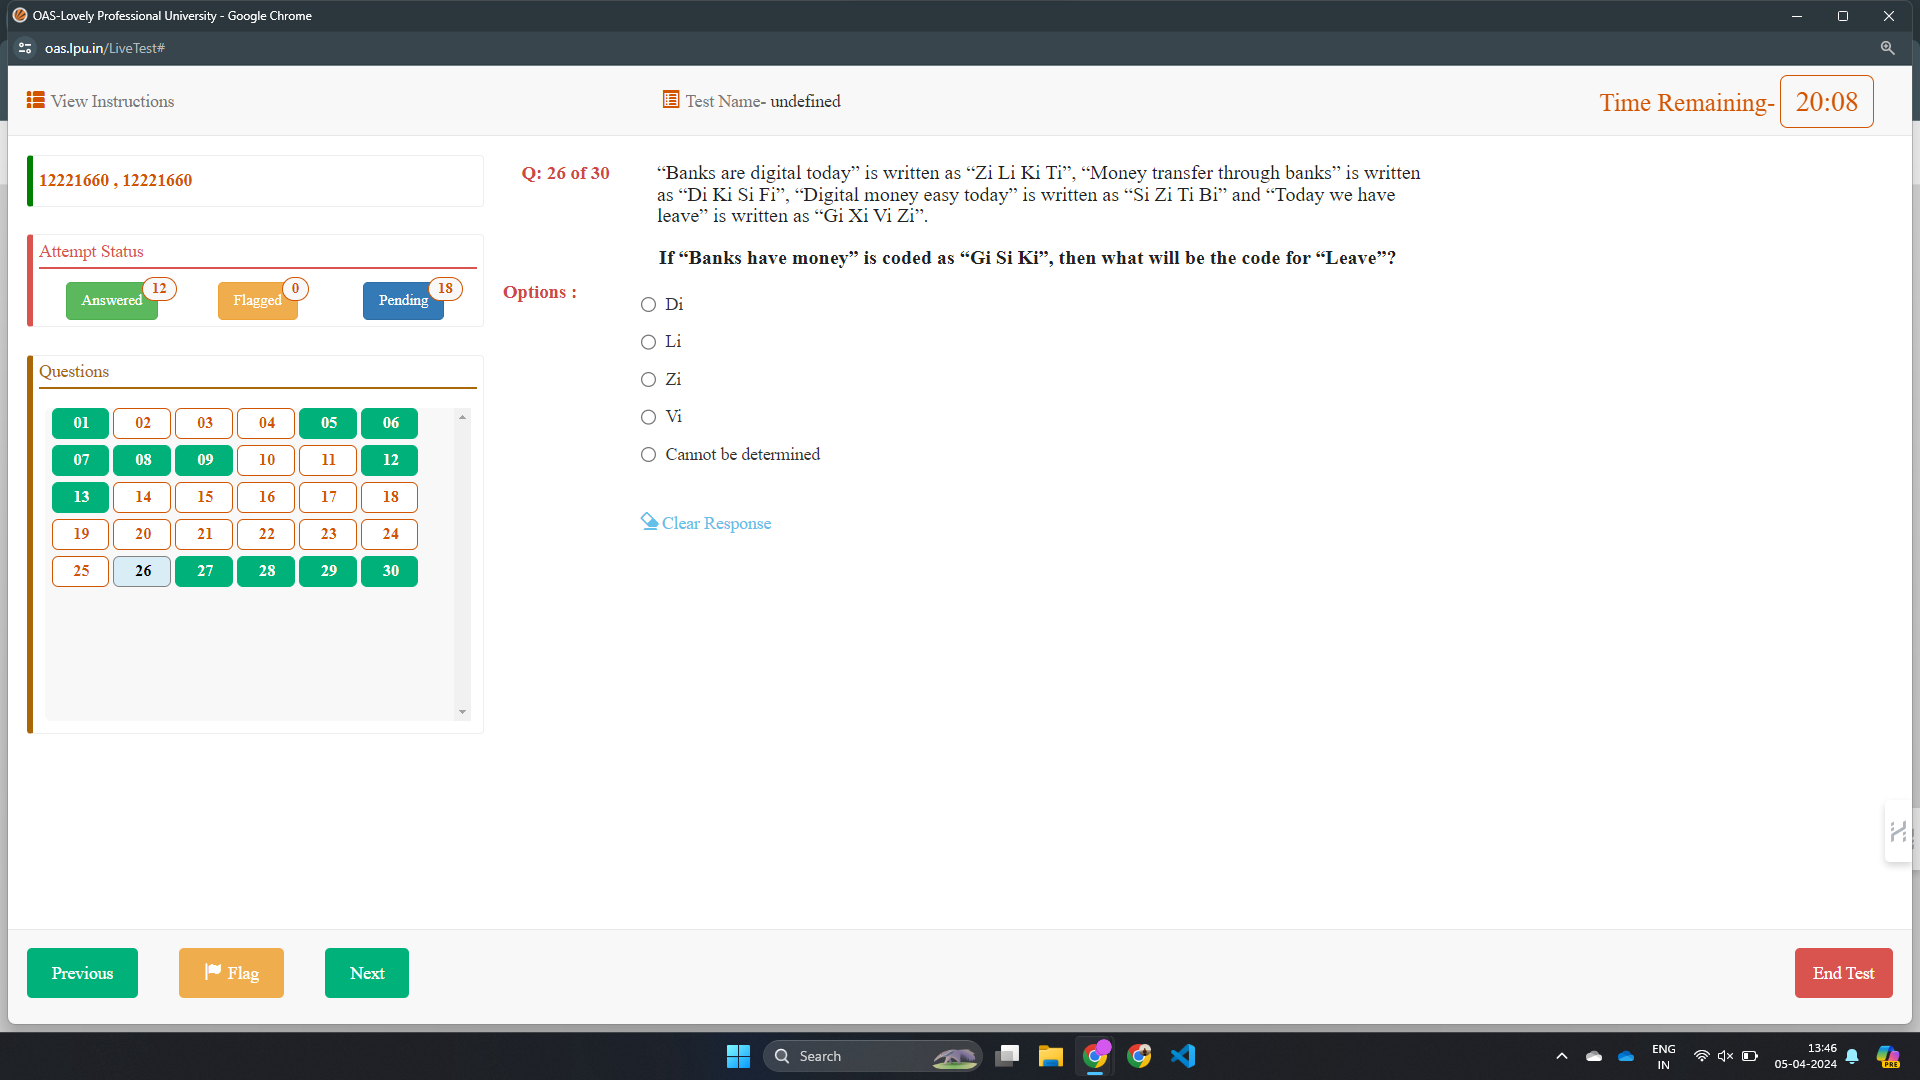 OAS-Lovely Professional University - Google Chrome
oas.lpu.in/LiveTest#
View Instructions
Test Name- undefined
Time Remaining- 20:08
12221660 , 12221660
Attempt Status
Answered 12
Flagged 0
Pending 18
Questions
01 02 03 04 05 06
07 08 09 10 11 12
13 14 15 16 17 18
19 20 21 22 23 24
25 26 27 28 29 30
Q: 26 of 30
“Banks are digital today” is written as “Zi Li Ki Ti”, “Money transfer through banks” is written
as “Di Ki Si Fi”, “Digital money easy today” is written as “Si Zi Ti Bi” and “Today we have
leave” is written as “Gi Xi Vi Zi”.
If “Banks have money” is coded as “Gi Si Ki”, then what will be the code for “Leave”?
Options :
Di
Li
Zi
Vi
Cannot be determined
Clear Response
Previous
Flag
Next
End Test
Search
ENG
IN
13:46
05-04-2024
PRE